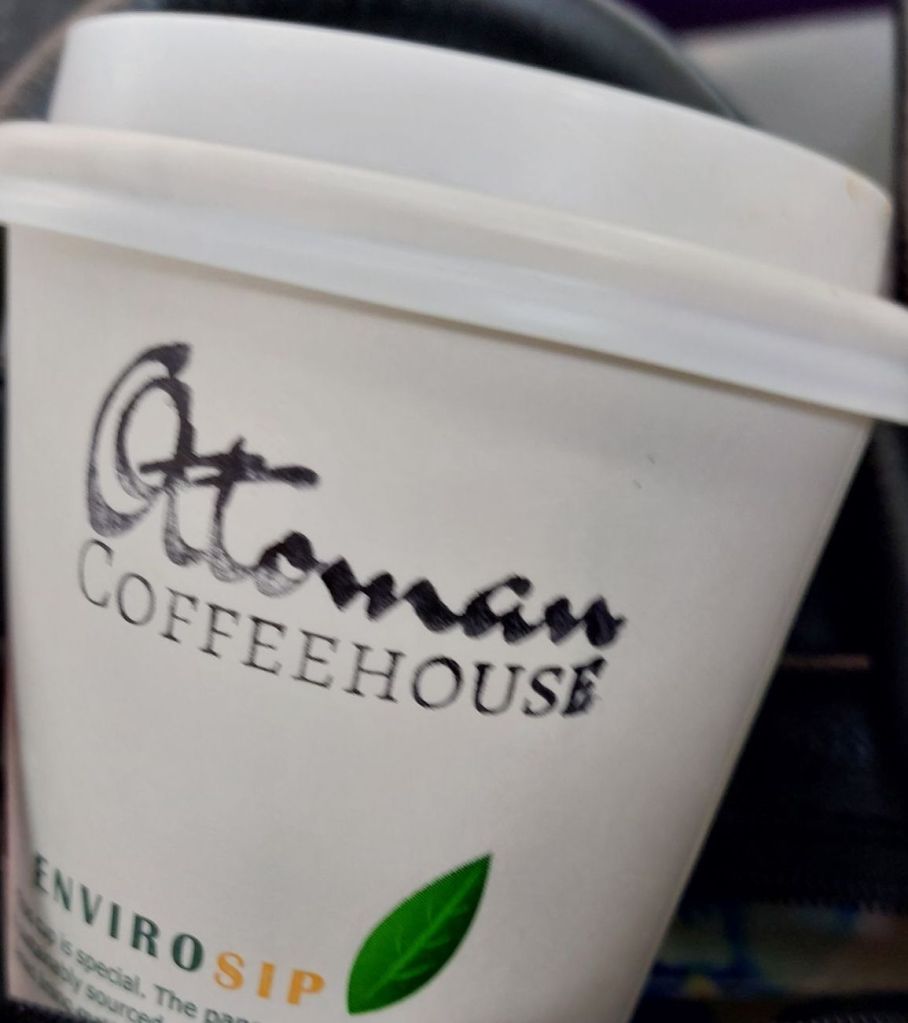 Ottoman
COFFEEHOUSE
ENVIROSIP
is special. The
sourced